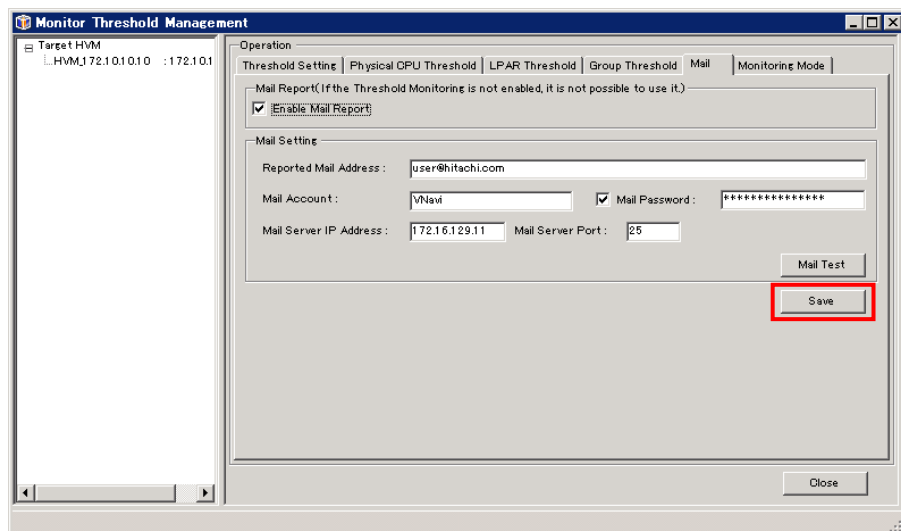 Monitor Threshold Management
Target HVM
HVM_172.10.10.10 :172.10.1
Operation
Threshold Setting Physical CPU Threshold LPAR Threshold Group Threshold Mail Monitoring Mode
Mail Report(If the Threshold Monitoring is not enabled, it is not possible to use it.)
Enable Mail Report
Mail Setting
Reported Mail Address : user@hitachi.com
Mail Account : VNavi Mail Password : ***************
Mail Server IP Address : 172.16.129.11 Mail Server Port : 25
Mail Test
Save
Close